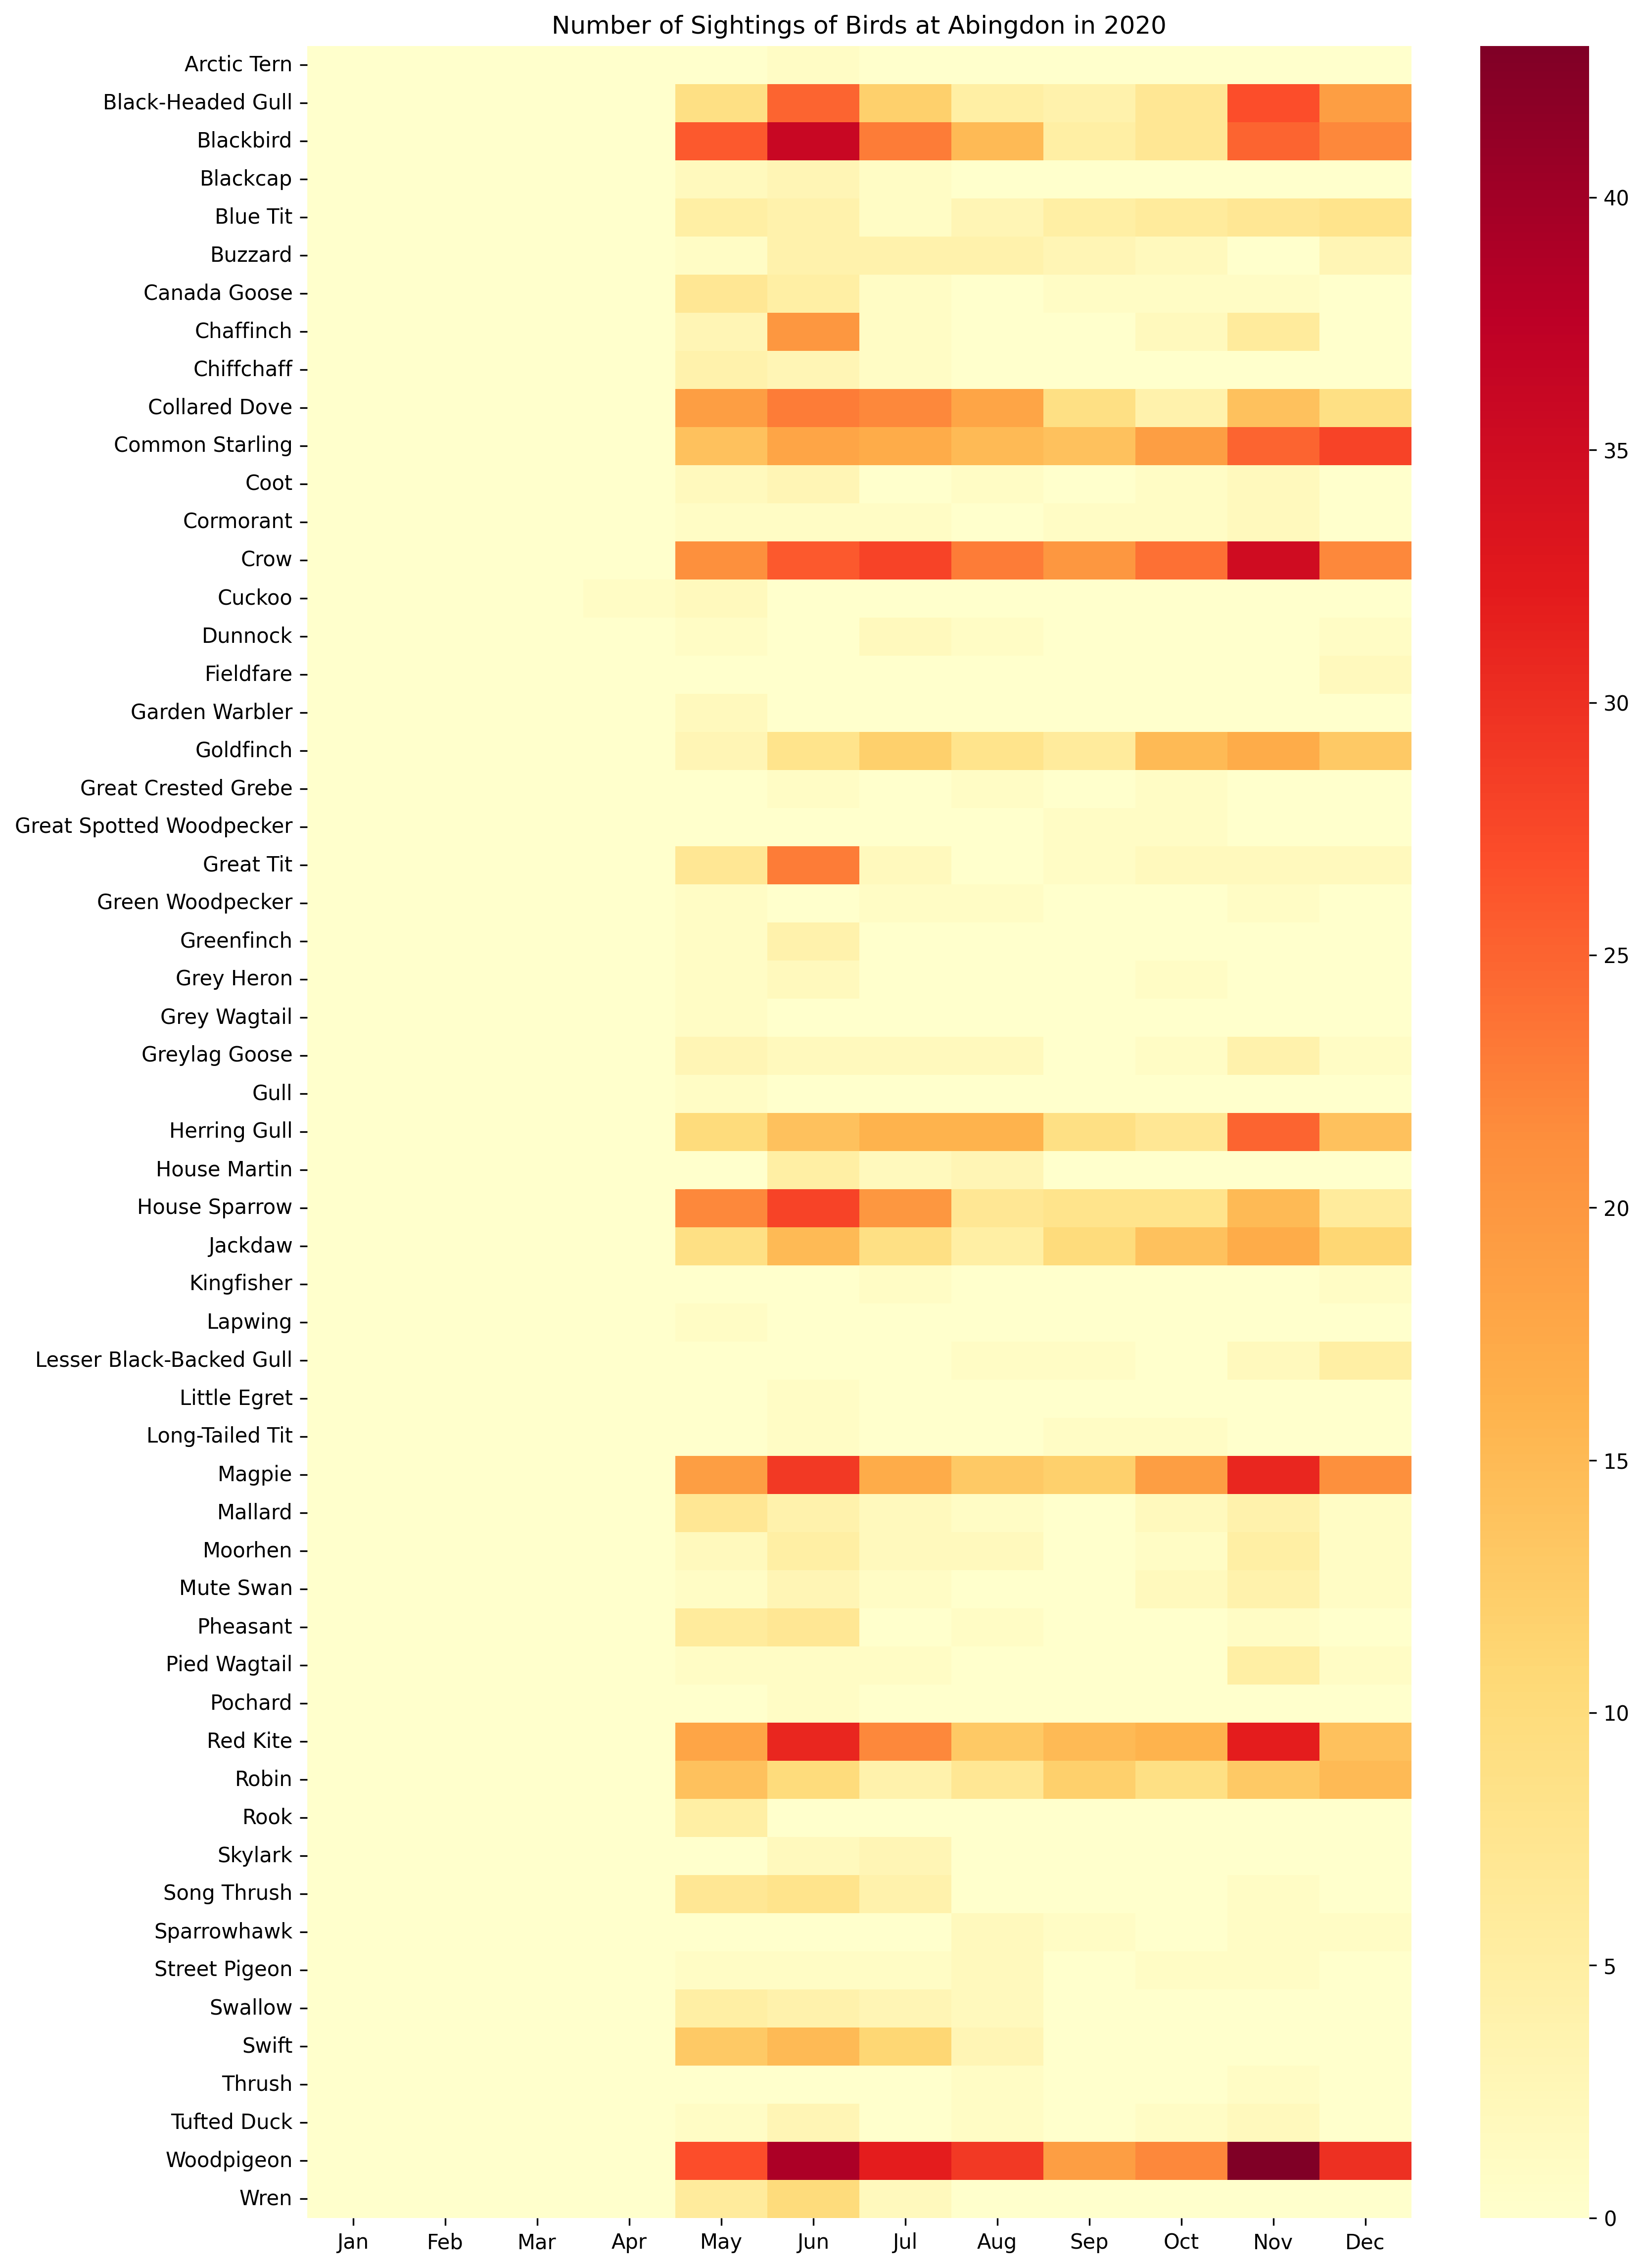 Number of Sightings of Birds at Abingdon in 2020
Arctic Tern
Black-Headed Gull
Blackbird
Blackcap
Blue Tit
Buzzard
Canada Goose
Chaffinch
Chiffchaff
Collared Dove
Common Starling
Coot
Cormorant
Crow
Cuckoo
Dunnock
Fieldfare
Garden Warbler
Goldfinch
Great Crested Grebe
Great Spotted Woodpecker
Great Tit
Green Woodpecker
Greenfinch
Grey Heron
Grey Wagtail
Greylag Goose
Gull
Herring Gull
House Martin
House Sparrow
Jackdaw
Kingfisher
Lapwing
Lesser Black-Backed Gull
Little Egret
Long-Tailed Tit
Magpie
Mallard
Moorhen
Mute Swan
Pheasant
Pied Wagtail
Pochard
Red Kite
Robin
Rook
Skylark
Song Thrush
Sparrowhawk
Street Pigeon
Swallow
Swift
Thrush
Tufted Duck
Woodpigeon
Wren
Jan Feb Mar Apr May Jun Jul Aug Sep Oct Nov Dec
40
35
30
25
20
15
10
5
0